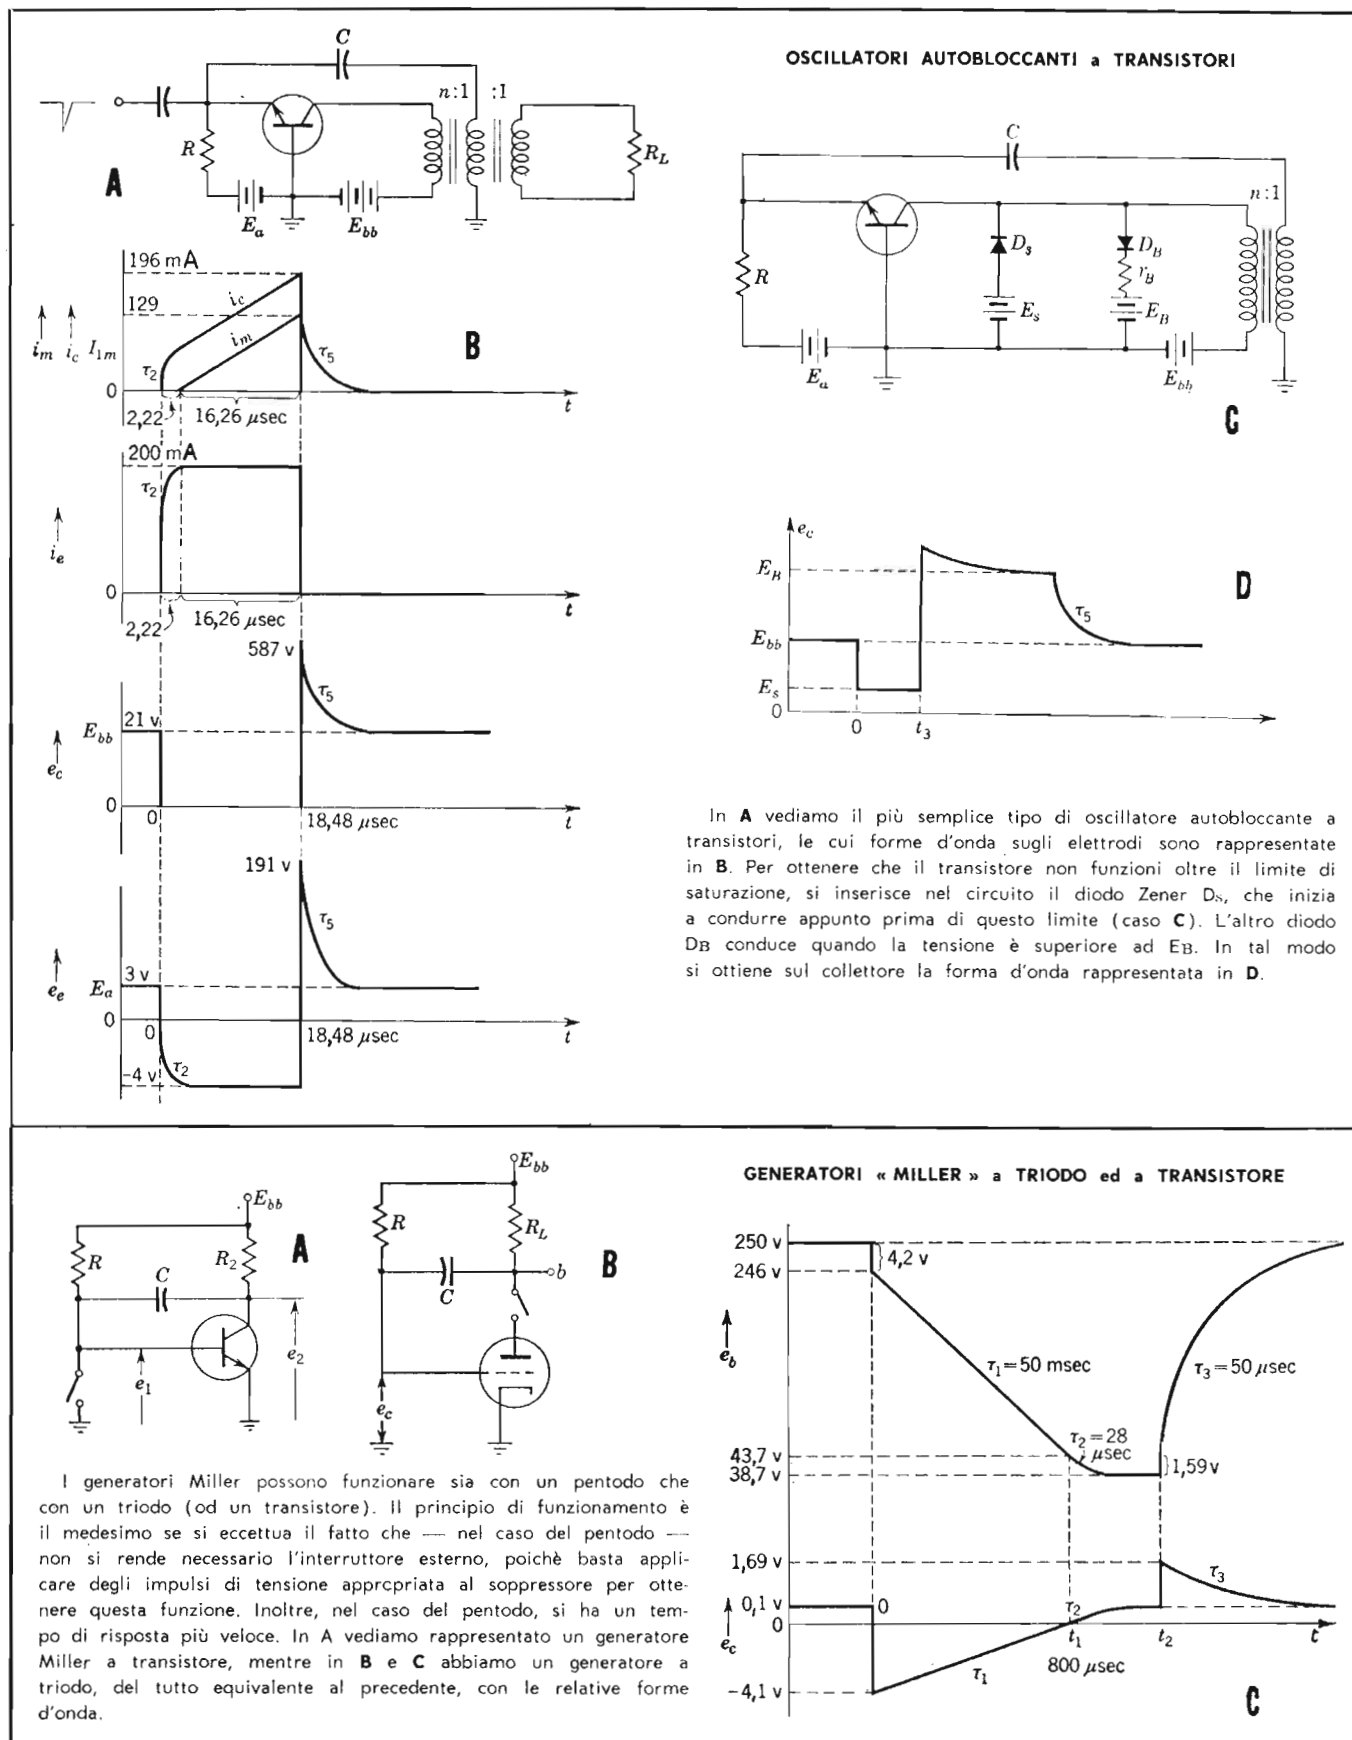 OSCILLATORI AUTOBLOCCANTI a TRANSISTORI
C
n:1 :1
R
R_L
A
E_a
E_bb
196 mA
129
i_m i_c I_1m
i_c
i_m
B
τ_2
τ_5
0
t
2,22
16,26 μsec
200 mA
τ_2
i_e
0
t
2,22
16,26 μsec
587 v
τ_5
21 v
E_bb
e_c
0
0
18,48 μsec
t
191 v
τ_5
3 v
e_e
E_a
0
0
18,48 μsec
t
τ_2
-4 v
C
n:1
R
D_s
D_B
r_B
E_s
E_B
E_a
E_bb
C
e_c
E_B
D
τ_5
E_bb
E_s
0
0
t_3
In A vediamo il più semplice tipo di oscillatore autobloccante a
transistori, le cui forme d'onda sugli elettrodi sono rappresentate
in B. Per ottenere che il transistore non funzioni oltre il limite di
saturazione, si inserisce nel circuito il diodo Zener Ds, che inizia
a condurre appunto prima di questo limite (caso C). L'altro diodo
DB conduce quando la tensione è superiore ad EB. In tal modo
si ottiene sul collettore la forma d'onda rappresentata in D.
GENERATORI « MILLER » a TRIODO ed a TRANSISTORE
E_bb
A
R
R_2
C
e_1
e_2
E_bb
R
R_L
B
C
b
e_c
I generatori Miller possono funzionare sia con un pentodo che
con un triodo (od un transistore). Il principio di funzionamento è
il medesimo se si eccettua il fatto che — nel caso del pentodo —
non si rende necessario l'interruttore esterno, poichè basta appli-
care degli impulsi di tensione apprcpriata al soppressore per otte-
nere questa funzione. Inoltre, nel caso del pentodo, si ha un tem-
po di risposta più veloce. In A vediamo rappresentato un generatore
Miller a transistore, mentre in B e C abbiamo un generatore a
triodo, del tutto equivalente al precedente, con le relative forme
d'onda.
250 v
4,2 v
246 v
e_b
τ_1=50 msec
τ_3=50 μsec
τ_2=28
μsec
43,7 v
38,7 v
1,59 v
1,69 v
τ_3
0,1 v
0
τ_2
e_c
0
t_1
t_2
t
τ_1
800 μsec
-4,1 v
C